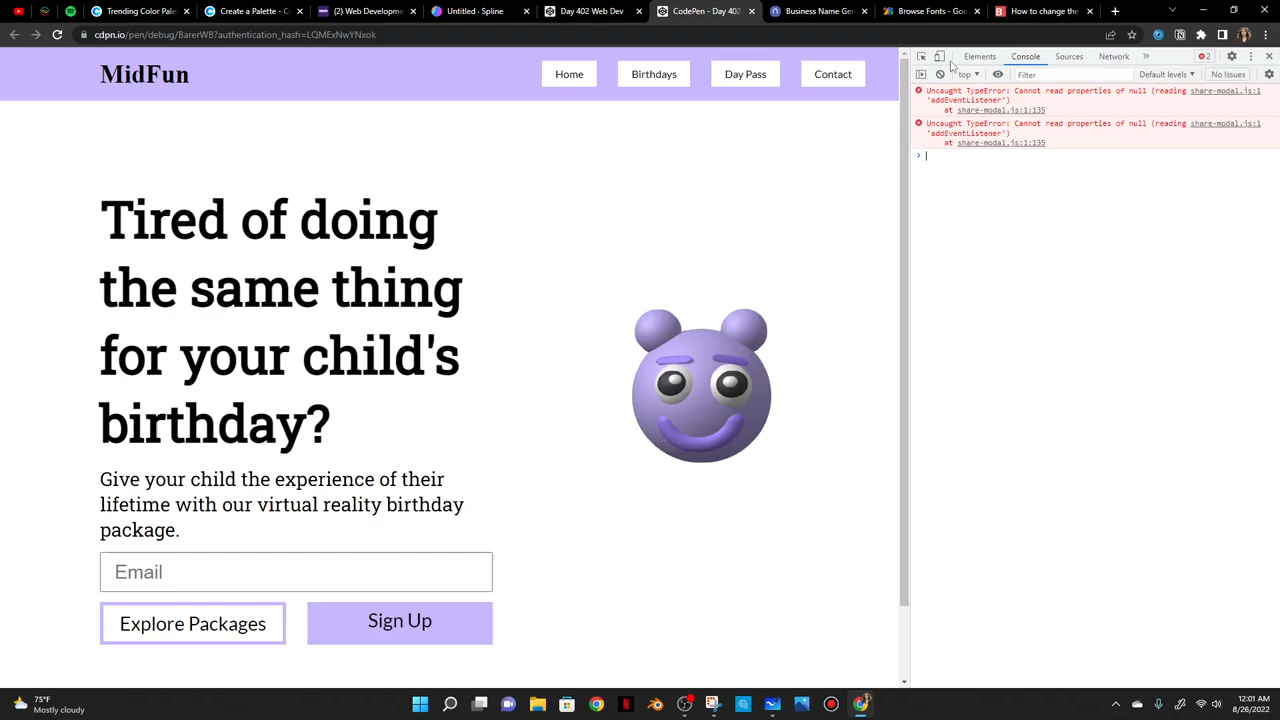 Trending Color Pale
Create a Palette - Co
(2) Web Developme
Untitled - Spline
Day 402 Web Dev
CodePen - Day 402
Business Name Gen
Browse Fonts - Goo
How to change the
cdpn.io/pen/debug/BarerWB?authentication_hash=LQMExNwYNxok
MidFun
Home
Birthdays
Day Pass
Contact
Elements
Console
Sources
Network
2
top
Filter
Default levels
No Issues
Uncaught TypeError: Cannot read properties of null (reading share-modal.js:1
'addEventListener')
at share-modal.js:1:135
Uncaught TypeError: Cannot read properties of null (reading share-modal.js:1
'addEventListener')
at share-modal.js:1:135
Tired of doing
the same thing
for your child's
birthday?
Give your child the experience of their
lifetime with our virtual reality birthday
package.
Email
Explore Packages
Sign Up
75°F
Mostly cloudy
12:01 AM
8/26/2022